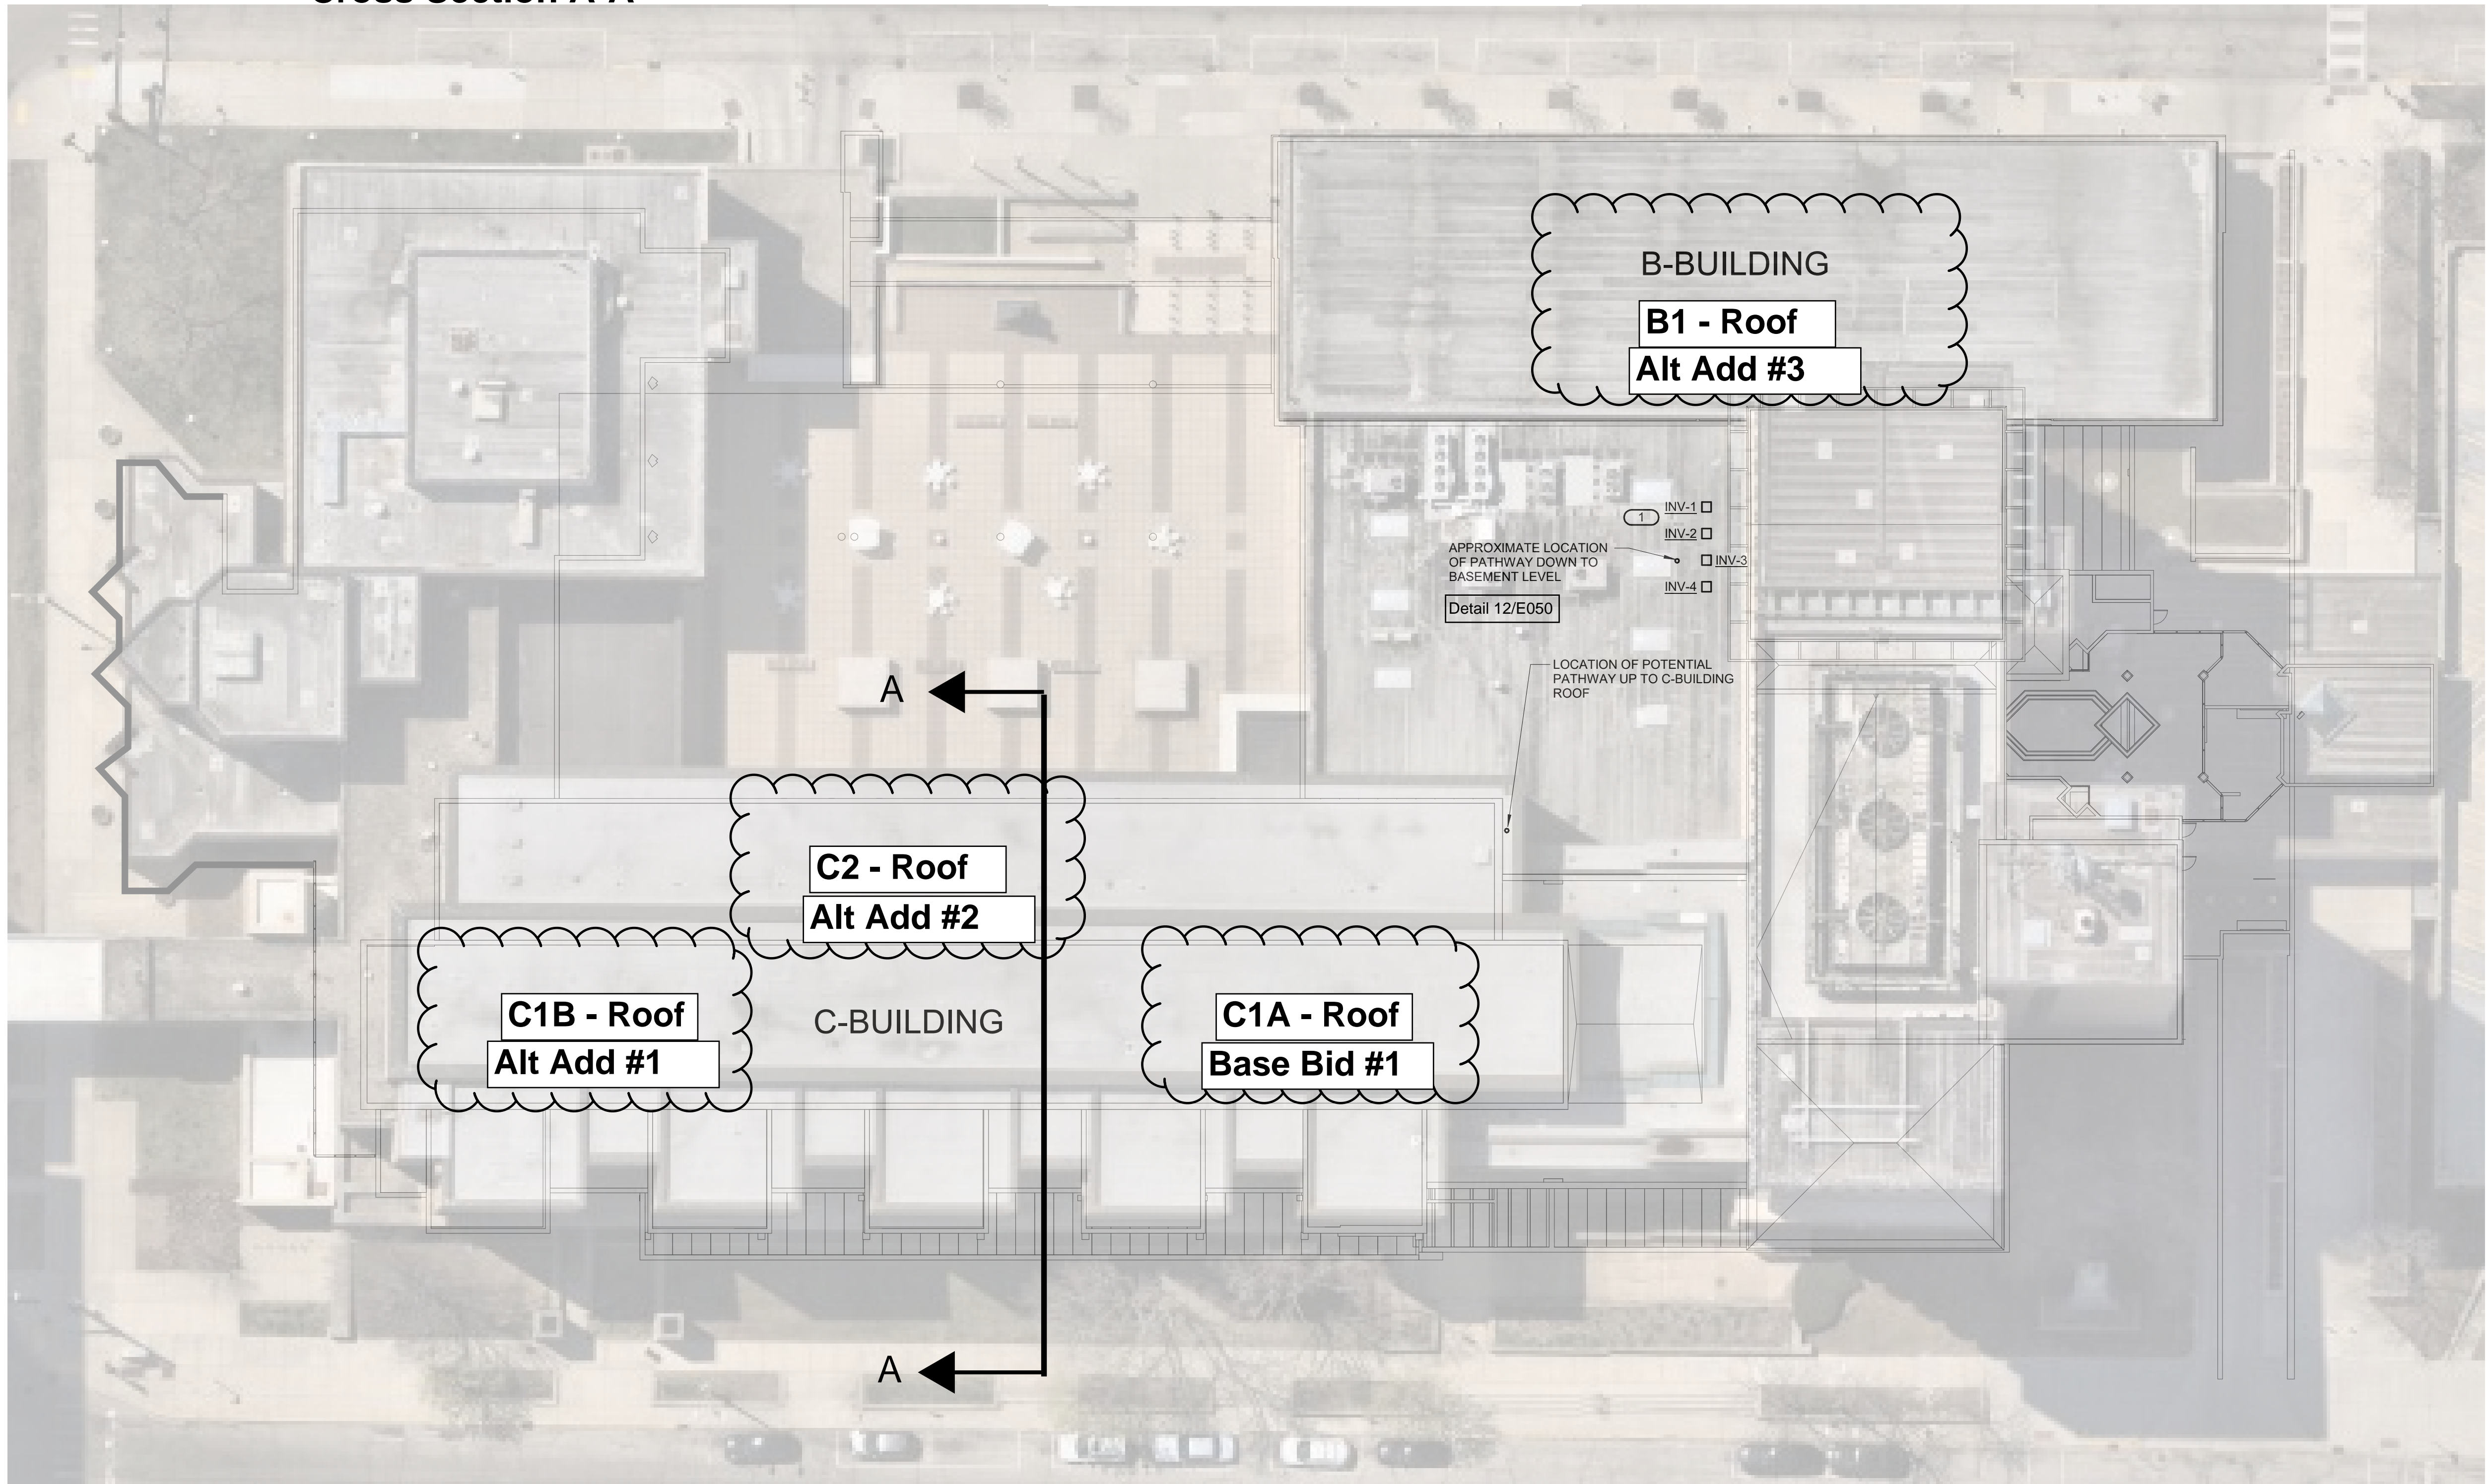 Cross Section A-A
B-BUILDING
B1 - Roof
Alt Add #3
INV-1
1
INV-2
APPROXIMATE LOCATION
OF PATHWAY DOWN TO
BASEMENT LEVEL
INV-3
INV-4
Detail 12/E050
LOCATION OF POTENTIAL
PATHWAY UP TO C-BUILDING
ROOF
A
C2 - Roof
Alt Add #2
C1B - Roof
Alt Add #1
C-BUILDING
C1A - Roof
Base Bid #1
A